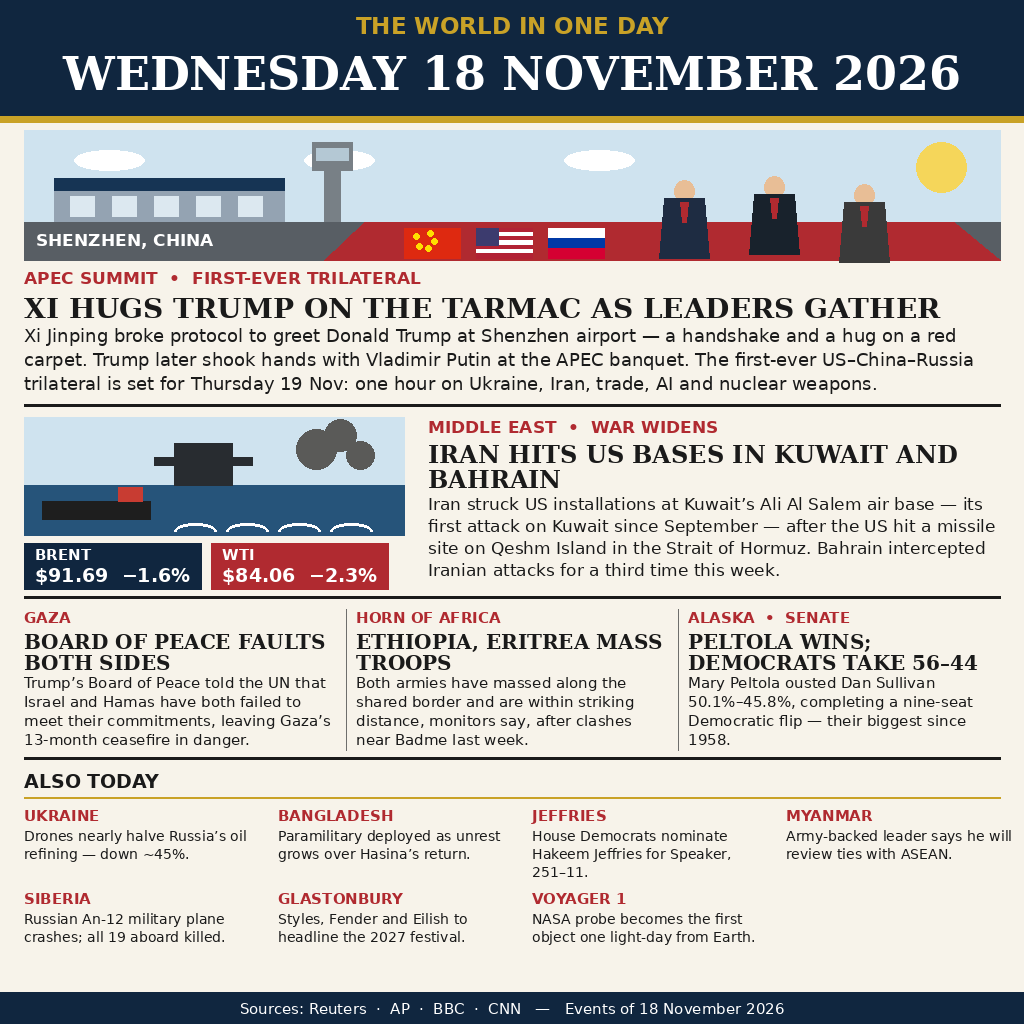 THE WORLD IN ONE DAY
WEDNESDAY 18 NOVEMBER 2026
SHENZHEN, CHINA
APEC SUMMIT • FIRST-EVER TRILATERAL
XI HUGS TRUMP ON THE TARMAC AS LEADERS GATHER
Xi Jinping broke protocol to greet Donald Trump at Shenzhen airport — a handshake and a hug on a red
carpet. Trump later shook hands with Vladimir Putin at the APEC banquet. The first-ever US–China–Russia
trilateral is set for Thursday 19 Nov: one hour on Ukraine, Iran, trade, AI and nuclear weapons.
BRENT
$91.69 −1.6%
WTI
$84.06 −2.3%
MIDDLE EAST • WAR WIDENS
IRAN HITS US BASES IN KUWAIT AND
BAHRAIN
Iran struck US installations at Kuwait’s Ali Al Salem air base — its
first attack on Kuwait since September — after the US hit a missile
site on Qeshm Island in the Strait of Hormuz. Bahrain intercepted
Iranian attacks for a third time this week.
GAZA
BOARD OF PEACE FAULTS
BOTH SIDES
Trump’s Board of Peace told the UN that
Israel and Hamas have both failed to
meet their commitments, leaving Gaza’s
13-month ceasefire in danger.
HORN OF AFRICA
ETHIOPIA, ERITREA MASS
TROOPS
Both armies have massed along the
shared border and are within striking
distance, monitors say, after clashes
near Badme last week.
ALASKA • SENATE
PELTOLA WINS;
DEMOCRATS TAKE 56–44
Mary Peltola ousted Dan Sullivan
50.1%–45.8%, completing a nine-seat
Democratic flip — their biggest since
1958.
ALSO TODAY
UKRAINE
Drones nearly halve Russia’s oil
refining — down ~45%.
BANGLADESH
Paramilitary deployed as unrest
grows over Hasina’s return.
JEFFRIES
House Democrats nominate
Hakeem Jeffries for Speaker,
251–11.
MYANMAR
Army-backed leader says he will
review ties with ASEAN.
SIBERIA
Russian An-12 military plane
crashes; all 19 aboard killed.
GLASTONBURY
Styles, Fender and Eilish to
headline the 2027 festival.
VOYAGER 1
NASA probe becomes the first
object one light-day from Earth.
Sources: Reuters · AP · BBC · CNN — Events of 18 November 2026